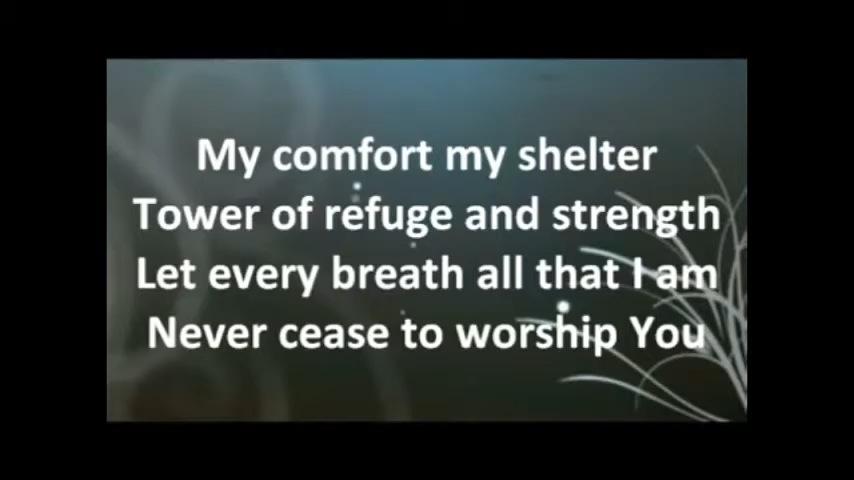 My comfort my shelter
Tower of refuge and strength
Let every breath all that I am
Never cease to worship You